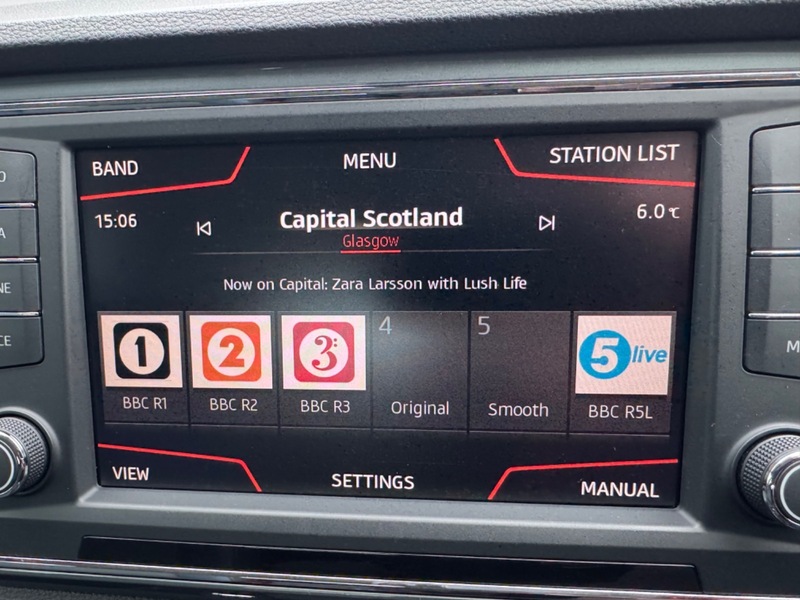 BAND
MENU
STATION LIST
15:06
Capital Scotland
6.0 °C
Glasgow
Now on Capital: Zara Larsson with Lush Life
1
2
3
4
5
5 live
BBC R1
BBC R2
BBC R3
Original
Smooth
BBC R5L
VIEW
SETTINGS
MANUAL